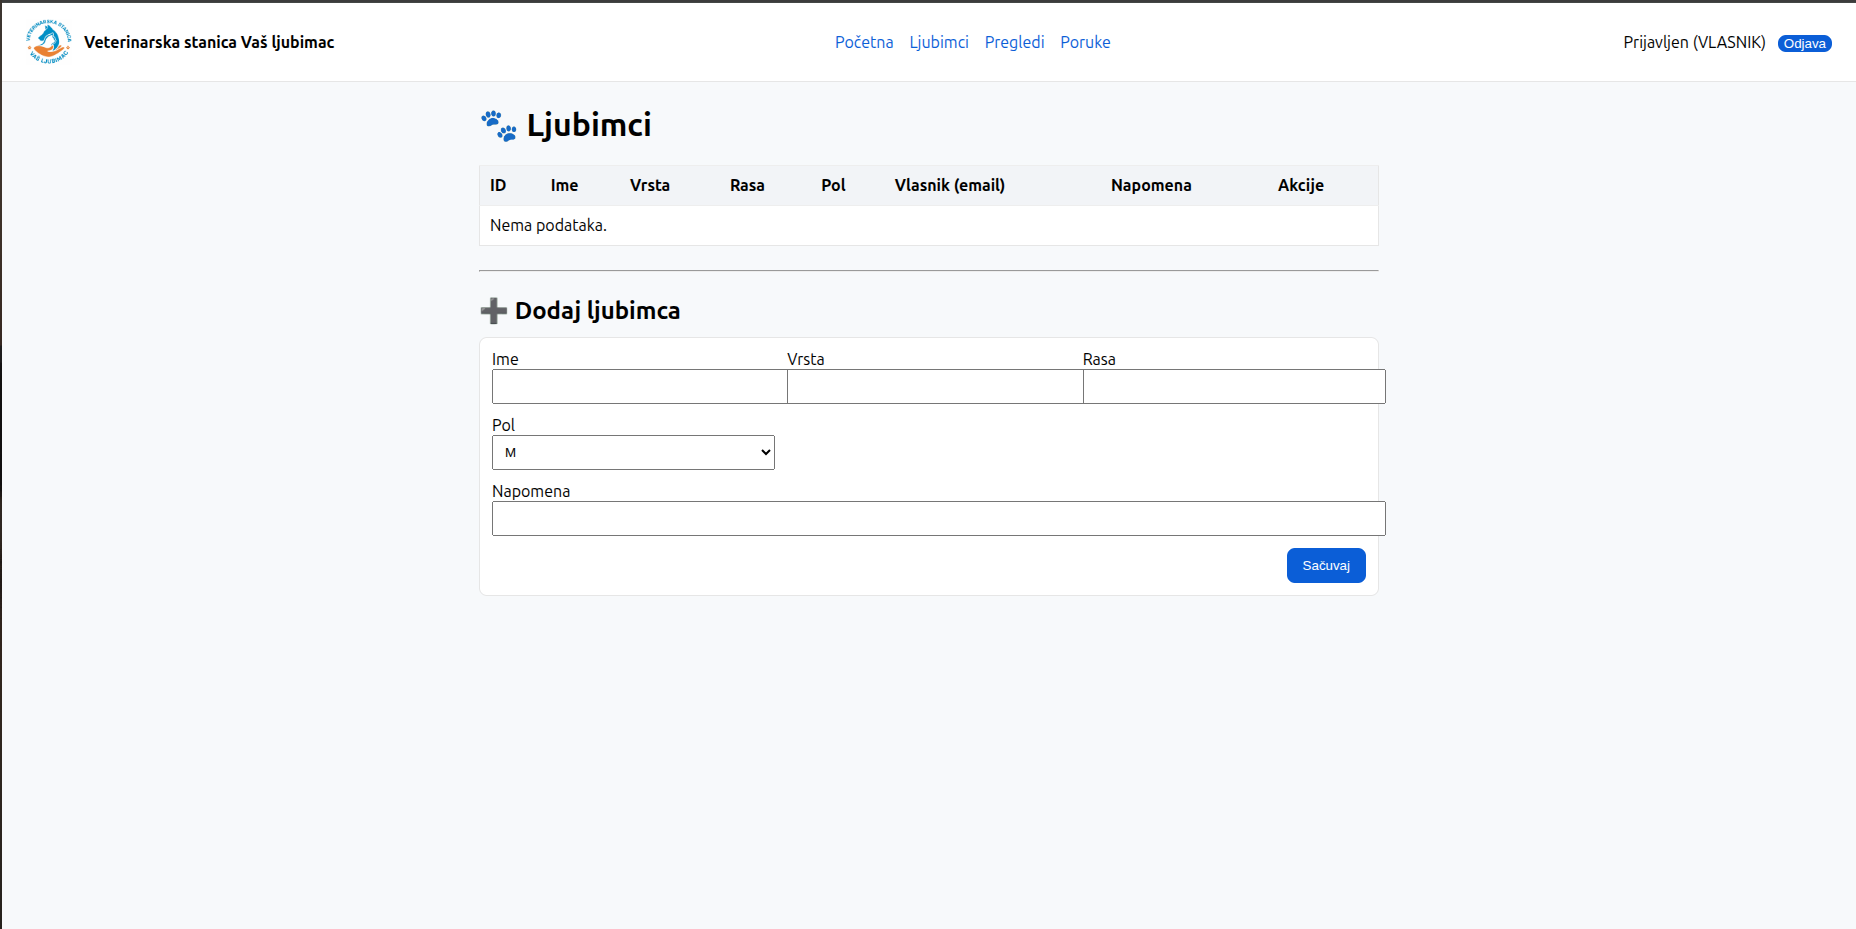 VETERINARSKA STANICA
VAŠ LJUBIMAC
Veterinarska stanica Vaš ljubimac
Početna Ljubimci Pregledi Poruke
Prijavljen (VLASNIK) Odjava
Ljubimci
ID Ime Vrsta Rasa Pol Vlasnik (email) Napomena Akcije
Nema podataka.
Dodaj ljubimca
Ime Vrsta Rasa
Pol
M
Napomena
Sačuvaj